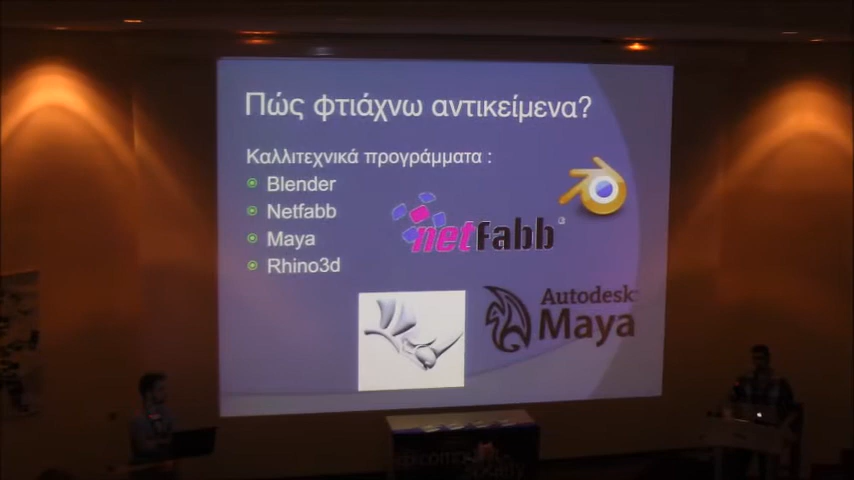 Πώς φτιάχνω αντικείμενα?
Καλλιτεχνικά προγράμματα :
Blender
Netfabb
Maya
Rhino3d
netfabb
Autodesk
Maya